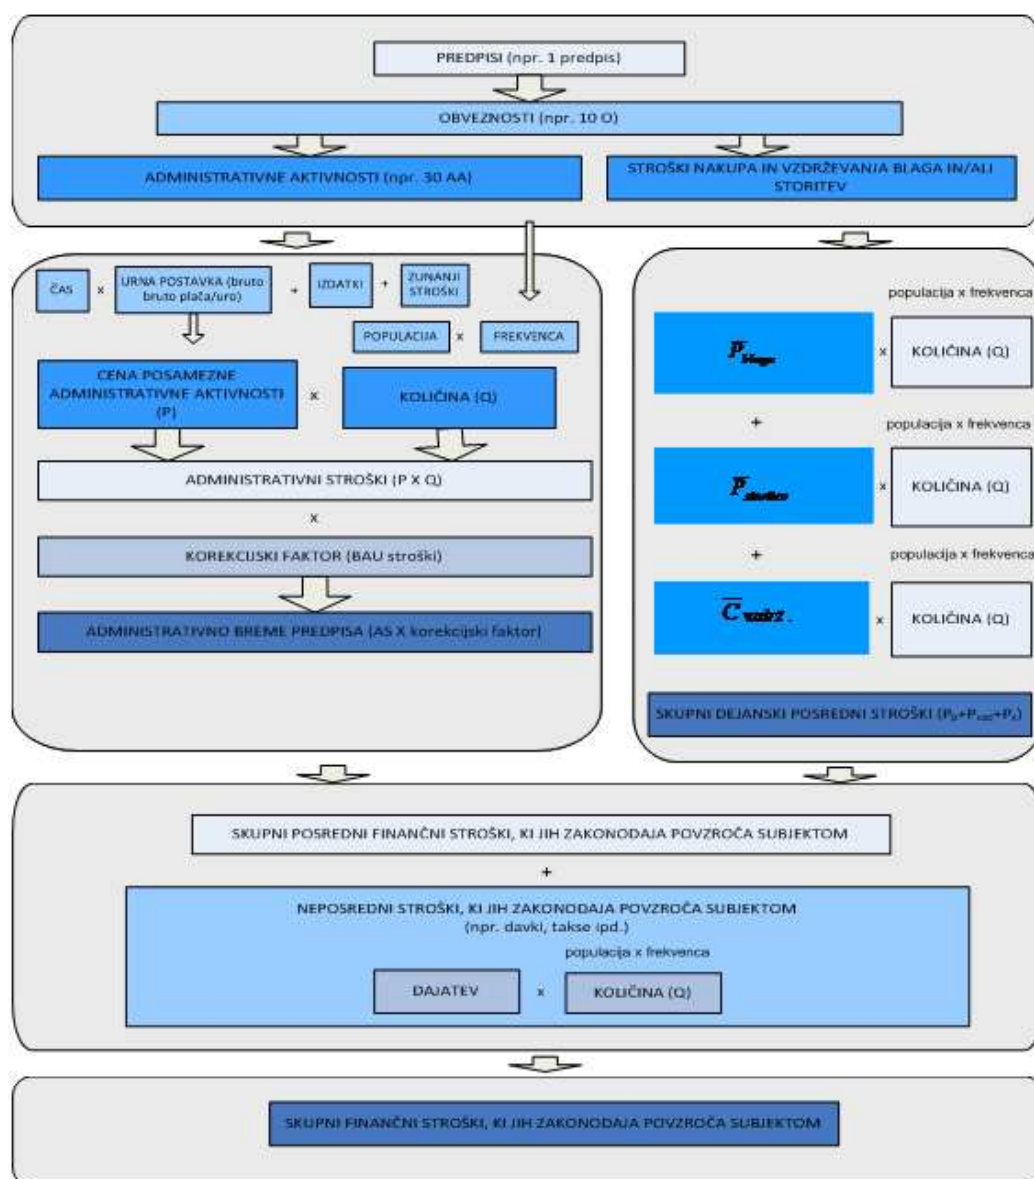 PREDPISI (npr. 1 predpis)
OBVEZNOSTI (npr. 10 O)
ADMINISTRATIVNE AKTIVNOSTI (npr. 30 AA)
STROŠKI NAKUPA IN VZDRŽEVANJA BLAGA IN/ALI
STORITEV
ČAS
x
URNA POSTAVKA (bruto
bruto plača/uro)
+
IZDATKI
+
ZUNANJI
STROŠKI
POPULACIJA
x
FREKVENCA
CENA POSAMEZNE
ADMINISTRATIVNE AKTIVNOSTI
(P)
x
KOLIČINA (Q)
ADMINISTRATIVNI STROŠKI (P X Q)
x
KOREKCIJSKI FAKTOR (BAU stroški)
ADMINISTRATIVNO BREME PREDPISA (AS X korekcijski faktor)
populacija x frekvenca
P blaga
x
KOLIČINA (Q)
+
populacija x frekvenca
P storitev
x
KOLIČINA (Q)
+
populacija x frekvenca
C vzdrž.
x
KOLIČINA (Q)
SKUPNI DEJANSKI POSREDNI STROŠKI
SKUPNI POSREDNI FINANČNI STROŠKI, KI JIH ZAKONODAJA POVZROČA SUBJEKTOM
+
NEPOSREDNI STROŠKI, KI JIH ZAKONODAJA POVZROČA SUBJEKTOM
(npr. davki, takse ipd.)
populacija x frekvenca
DAJATEV
x
KOLIČINA (Q)
SKUPNI FINANČNI STROŠKI, KI JIH ZAKONODAJA POVZROČA SUBJEKTOM